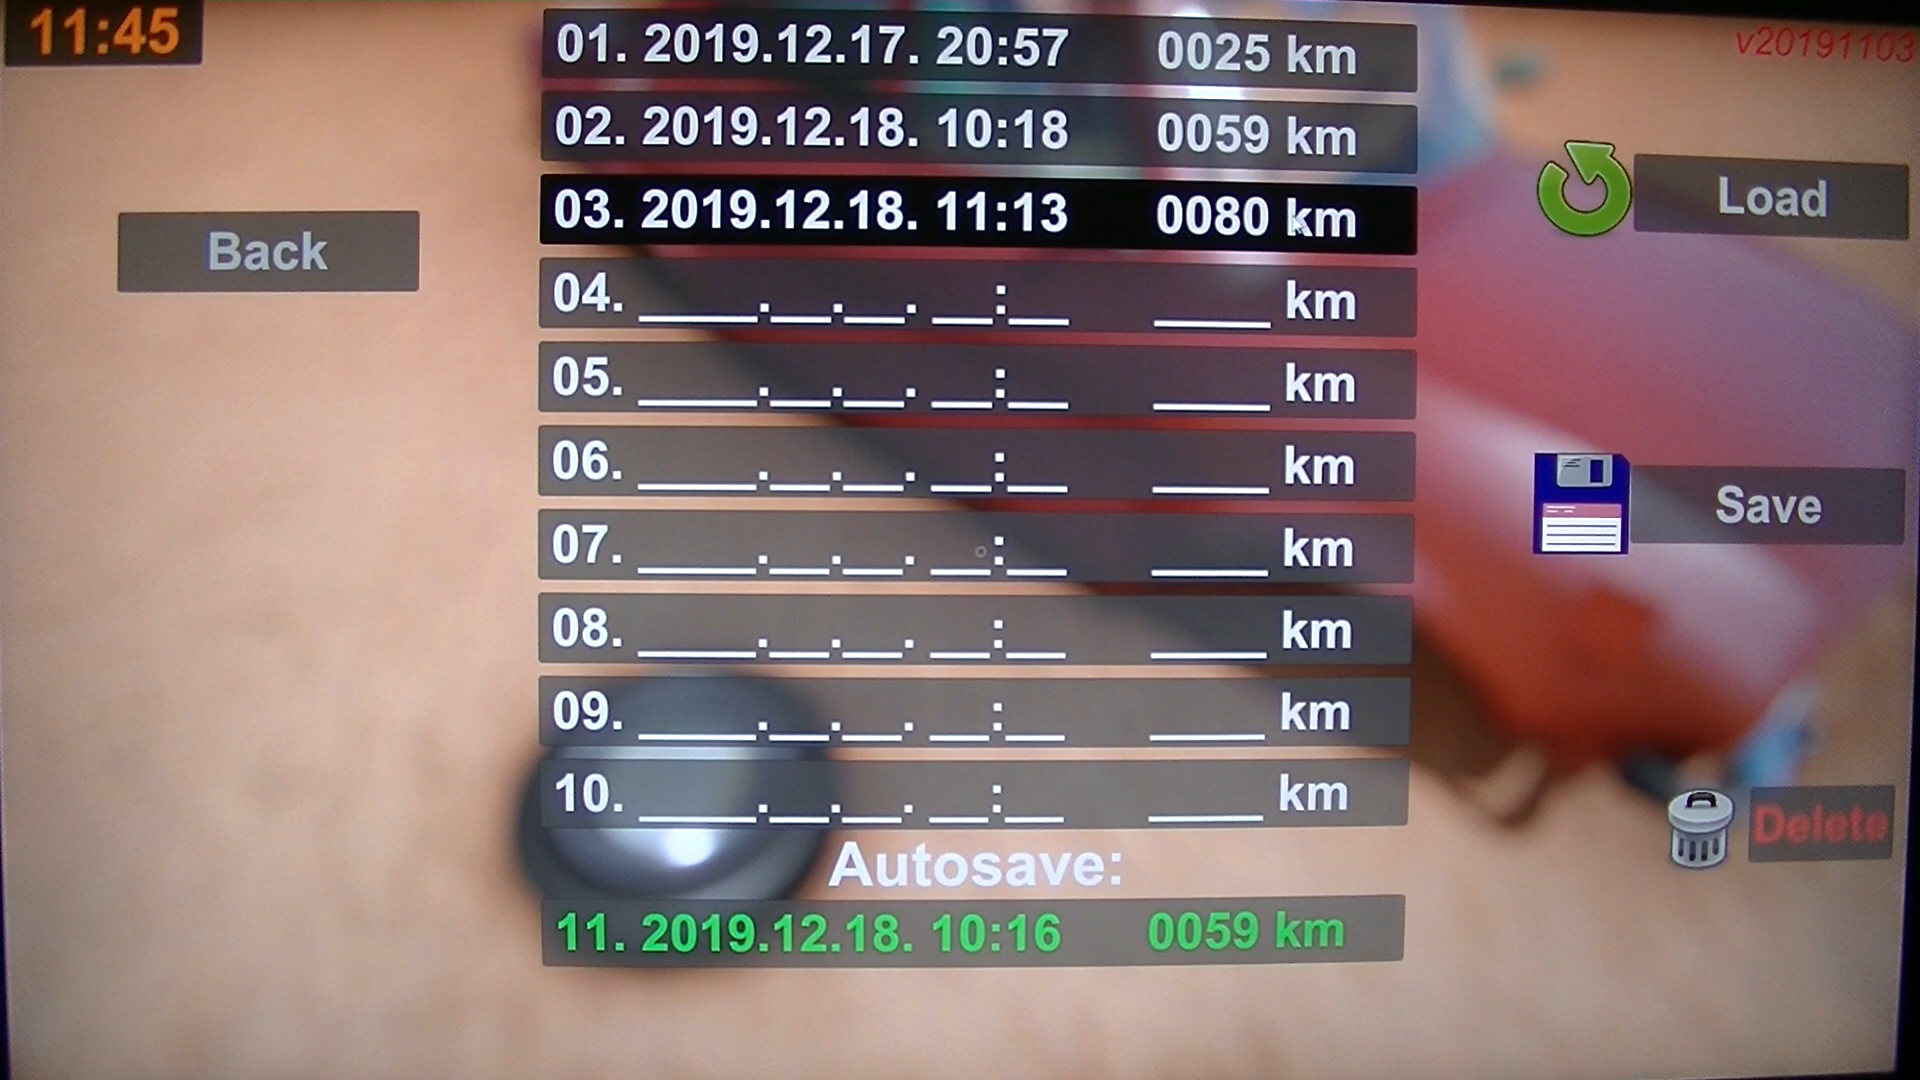 11:45
v20191103
01. 2019.12.17. 20:57 0025 km
02. 2019.12.18. 10:18 0059 km
03. 2019.12.18. 11:13 0080 km
04. ____.__.__. __:__ ____ km
05. ____.__.__. __:__ ____ km
06. ____.__.__. __:__ ____ km
07. ____.__.__. __:__ ____ km
08. ____.__.__. __:__ ____ km
09. ____.__.__. __:__ ____ km
10. ____.__.__. __:__ ____ km
Autosave:
11. 2019.12.18. 10:16 0059 km
Back
Load
Save
Delete